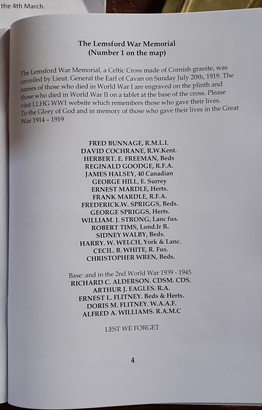 the 4th March.
The Lemsford War Memorial
(Number 1 on the map)
The Lemsford War Memorial, a Celtic Cross made of Cornish granite, was
unveiled by Lieut. General the Earl of Cavan on Sunday July 20th, 1919. The
names of those who died in World War I are engraved on the plinth and
those who died in World War II on a tablet at the base of the cross. Please
visit LLHG WW1 website which remembers those who gave their lives.
To the Glory of God and in memory of those who gave their lives in the Great
War 1914 - 1919
FRED BUNNAGE, R.M.L.I.
DAVID COCHRANE, R.W.Kent.
HERBERT. E. FREEMAN, Beds
REGINALD GOODGE, R.F.A.
JAMES HALSEY, 40 Canadian
GEORGE HILL, E. Surrey
ERNEST MARDLE, Herts.
FRANK MARDLE, R.F.A.
FREDERICK.W. SPRIGGS, Beds.
GEORGE SPRIGGS, Herts.
WILLIAM. J. STRONG, Lanc fus.
ROBERT TIMS, Lond.Ir R.
SIDNEY WALBY, Beds.
HARRY. W. WELCH, York & Lanc.
CECIL. B. WHITE, R. Fus.
CHRISTOPHER WREN, Beds.
Base: and in the 2nd World War 1939 - 1945.
RICHARD C. ALDERSON. CDSM. CDS.
ARTHUR J. EAGLES. R.A.
ERNEST L. FLITNEY, Beds & Herts.
DORIS M. FLITNEY. W.A.A.F.
ALFRED A. WILLIAMS. R.A.M.C
LEST WE FORGET
4